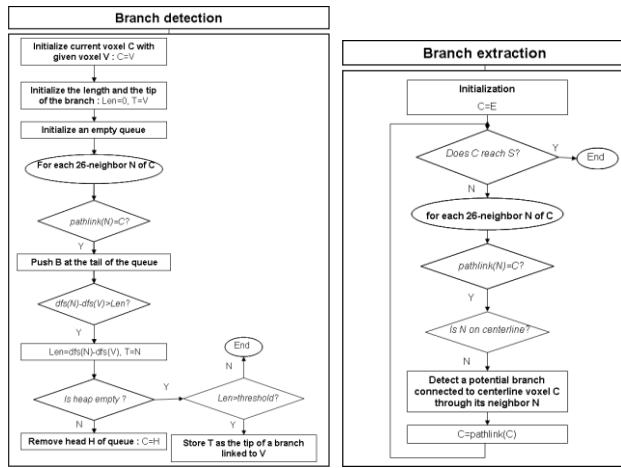 Branch detection
Initialize current voxel C with
given voxel V : C=V
Initialize the length and the tip
of the branch : Len=0, T=V
Initialize an empty queue
For each 26-neighbor N of C
pathlink(N)=C?
Y
Push B at the tail of the queue
dfs(N)-dfs(V)>Len?
Y
Len=dfs(N)-dfs(V), T=N
Is heap empty ?
Y
N
Remove head H of queue : C=H
End
N
Len=threshold?
Y
Store T as the tip of a branch
linked to V
Branch extraction
Initialization
C=E
Does C reach S?
Y
End
N
for each 26-neighbor N of C
pathlink(N)=C?
Y
Is N on centerline?
N
Detect a potential branch
connected to centerline voxel C
through its neighbor N
C=pathlink(C)